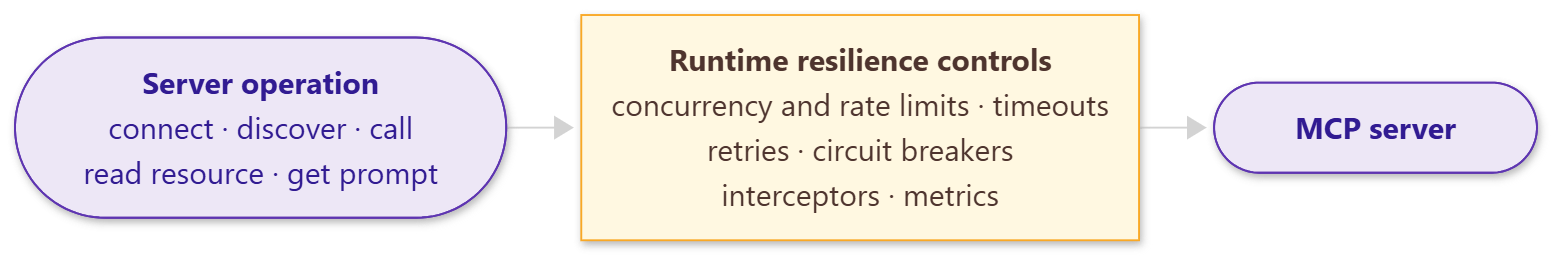 Server operation
connect · discover · call
read resource · get prompt
Runtime resilience controls
concurrency and rate limits · timeouts
retries · circuit breakers
interceptors · metrics
MCP server